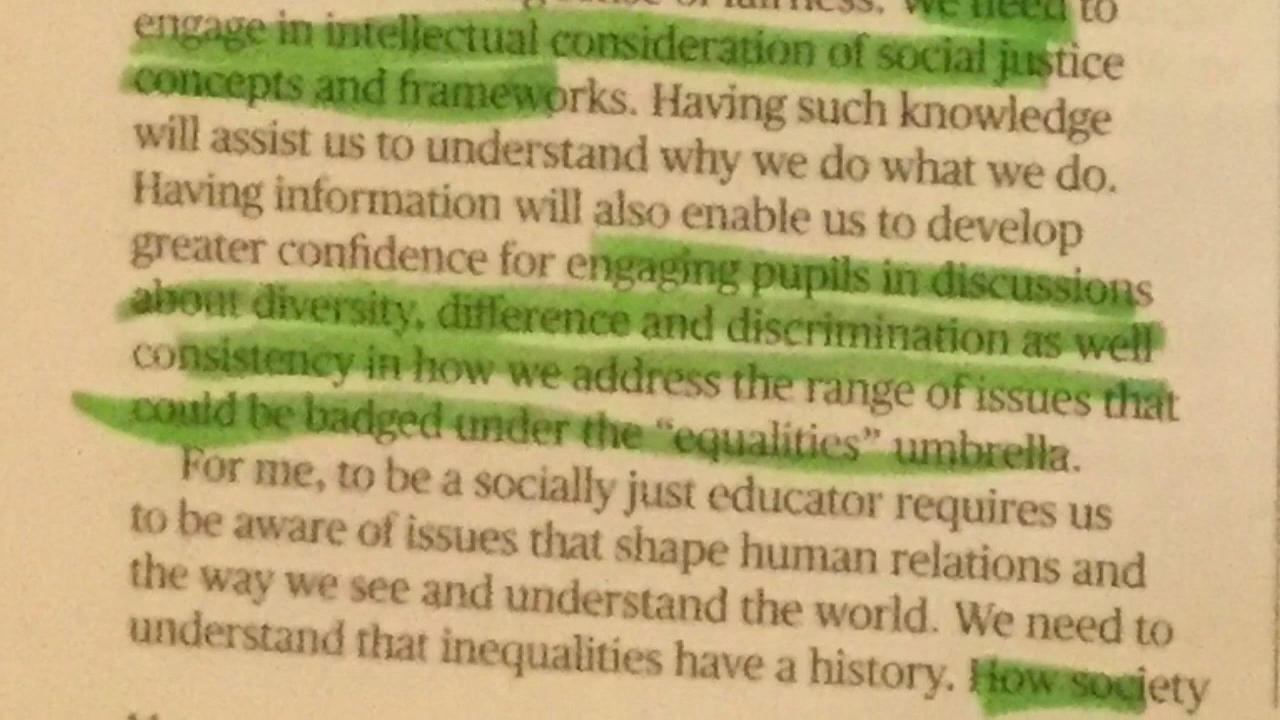 of fairness. We need to
engage in intellectual consideration of social justice
concepts and frameworks. Having such knowledge
will assist us to understand why we do what we do.
Having information will also enable us to develop
greater confidence for engaging pupils in discussions
about diversity, difference and discrimination as well
consistency in how we address the range of issues that
could be badged under the “equalities” umbrella.
For me, to be a socially just educator requires us
to be aware of issues that shape human relations and
the way we see and understand the world. We need to
understand that inequalities have a history. How society